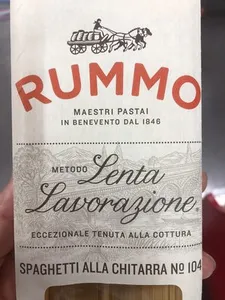 RUMMO
MAESTRI PASTAI
IN BENEVENTO DAL 1846
METODO Lenta
Lavorazione
ECCEZIONALE TENUTA ALLA COTTURA
SPAGHETTI ALLA CHITARRA Nº 104